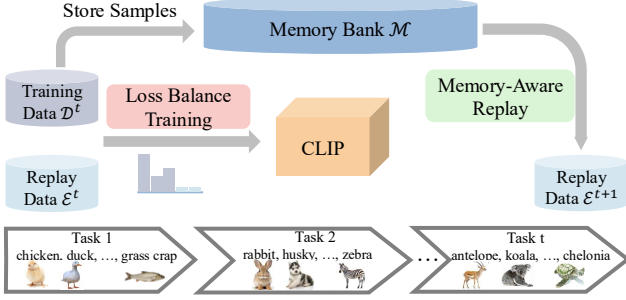 Store Samples
Memory Bank ℳ
Training
Data 𝒟ᵗ
Loss Balance
Training
Memory-Aware
Replay
CLIP
Replay
Data ℰᵗ
Replay
Data ℰᵗ⁺¹
Task 1
chicken. duck, …, grass crap
Task 2
rabbit, husky, …, zebra
…
Task t
antelope, koala, …, chelonia